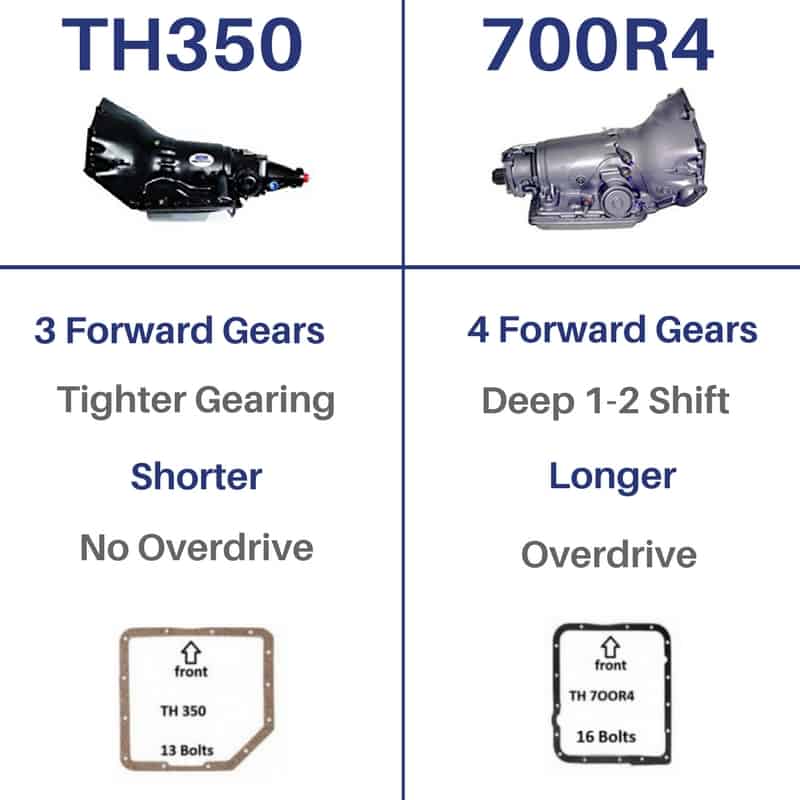 TH350
700R4
3 Forward Gears
4 Forward Gears
Tighter Gearing
Deep 1-2 Shift
Shorter
Longer
No Overdrive
Overdrive
front
TH 350
13 Bolts
front
TH 7OOR4
16 Bolts